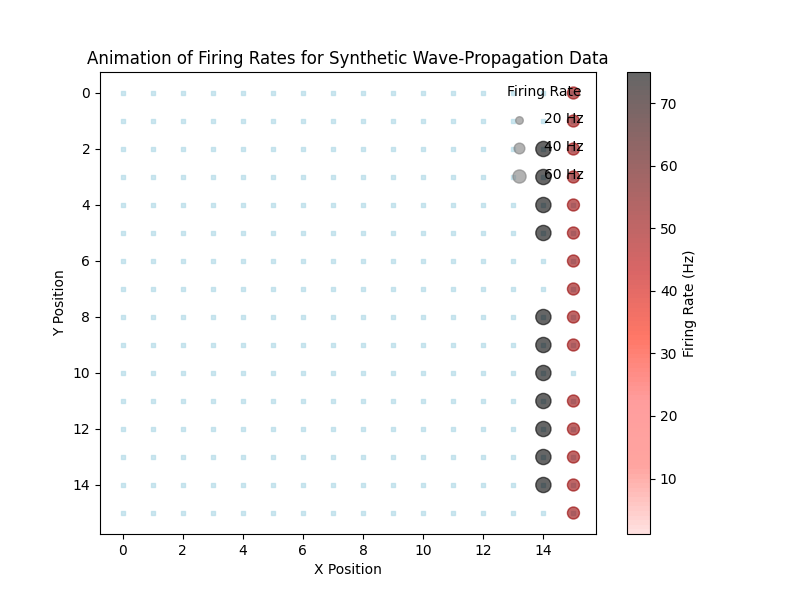 Animation of Firing Rates for Synthetic Wave-Propagation Data
Firing Rate
20 Hz
40 Hz
60 Hz
0
2
4
6
8
10
12
14
Y Position
0
2
4
6
8
10
12
14
X Position
70
60
50
40
30
20
10
Firing Rate (Hz)